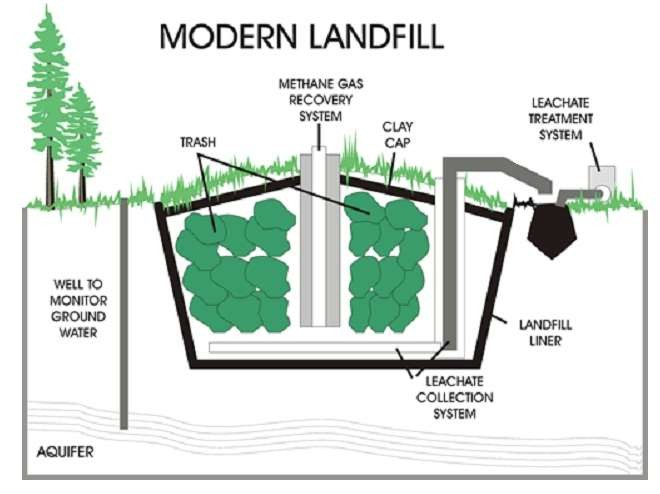 MODERN LANDFILL
METHANE GAS
RECOVERY
SYSTEM
LEACHATE
TREATMENT
SYSTEM
TRASH
CLAY
CAP
WELL TO
MONITOR
GROUND
WATER
LANDFILL
LINER
LEACHATE
COLLECTION
SYSTEM
AQUIFER